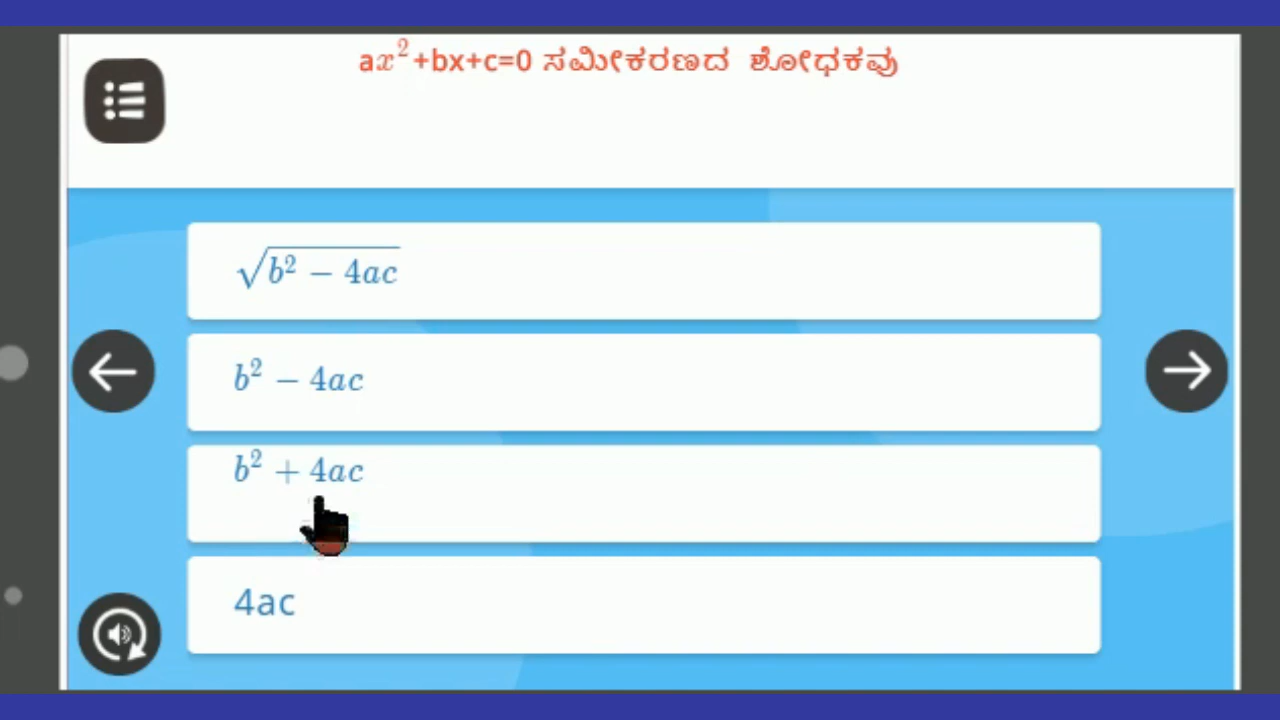 ax²+bx+c=0 ಸಮೀಕರಣದ ಶೋಧಕವು
√(b² − 4ac)
b² − 4ac
b² + 4ac
4ac